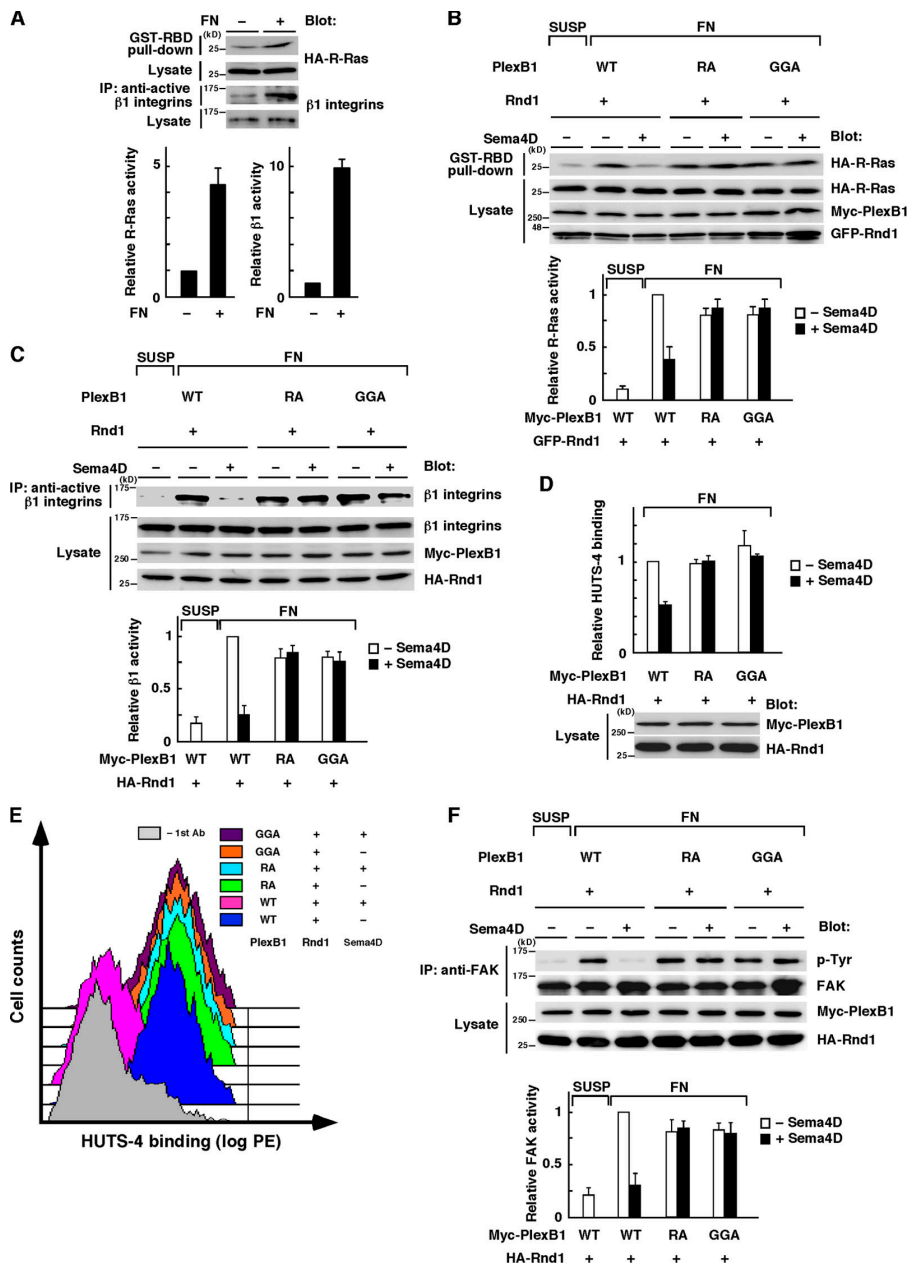 A
FN – + Blot:
(kD)
GST-RBD
pull-down
25
HA-R-Ras
Lysate
IP: anti-active
β1 integrins
175
β1 integrins
175
Lysate
Relative R-Ras activity
5
0
FN – +
Relative β1 activity
10
5
0
FN – +
B
SUSP FN
PlexB1 WT RA GGA
Rnd1 + + +
Sema4D – – + – + – + Blot:
(kD)
GST-RBD
pull-down
25
HA-R-Ras
Lysate
25
HA-R-Ras
250
Myc-PlexB1
48
GFP-Rnd1
SUSP FN
Relative R-Ras activity
1
0.5
0
– Sema4D
+ Sema4D
Myc-PlexB1 WT WT RA GGA
GFP-Rnd1 + + + +
C
SUSP FN
PlexB1 WT RA GGA
Rnd1 + + +
Sema4D – – + – + – + Blot:
(kD)
IP: anti-active
β1 integrins
175
β1 integrins
175
β1 integrins
Lysate
250
Myc-PlexB1
25
HA-Rnd1
SUSP FN
Relative β1 activity
1
0.5
0
– Sema4D
+ Sema4D
Myc-PlexB1 WT WT RA GGA
HA-Rnd1 + + + +
D
FN
Relative HUTS-4 binding
1
0
– Sema4D
+ Sema4D
Myc-PlexB1 WT RA GGA
HA-Rnd1 + + +
Blot:
(kD)
Lysate
250
Myc-PlexB1
25
HA-Rnd1
E
– 1st Ab
GGA + +
GGA + –
RA + +
RA + –
WT + +
WT + –
PlexB1 Rnd1 Sema4D
Cell counts
HUTS-4 binding (log PE)
F
SUSP FN
PlexB1 WT RA GGA
Rnd1 + + +
Sema4D – – + – + – + Blot:
(kD)
175
IP: anti-FAK
p-Tyr
175
FAK
Lysate
250
Myc-PlexB1
25
HA-Rnd1
SUSP FN
Relative FAK activity
1
0.5
0
– Sema4D
+ Sema4D
Myc-PlexB1 WT WT RA GGA
HA-Rnd1 + + + +